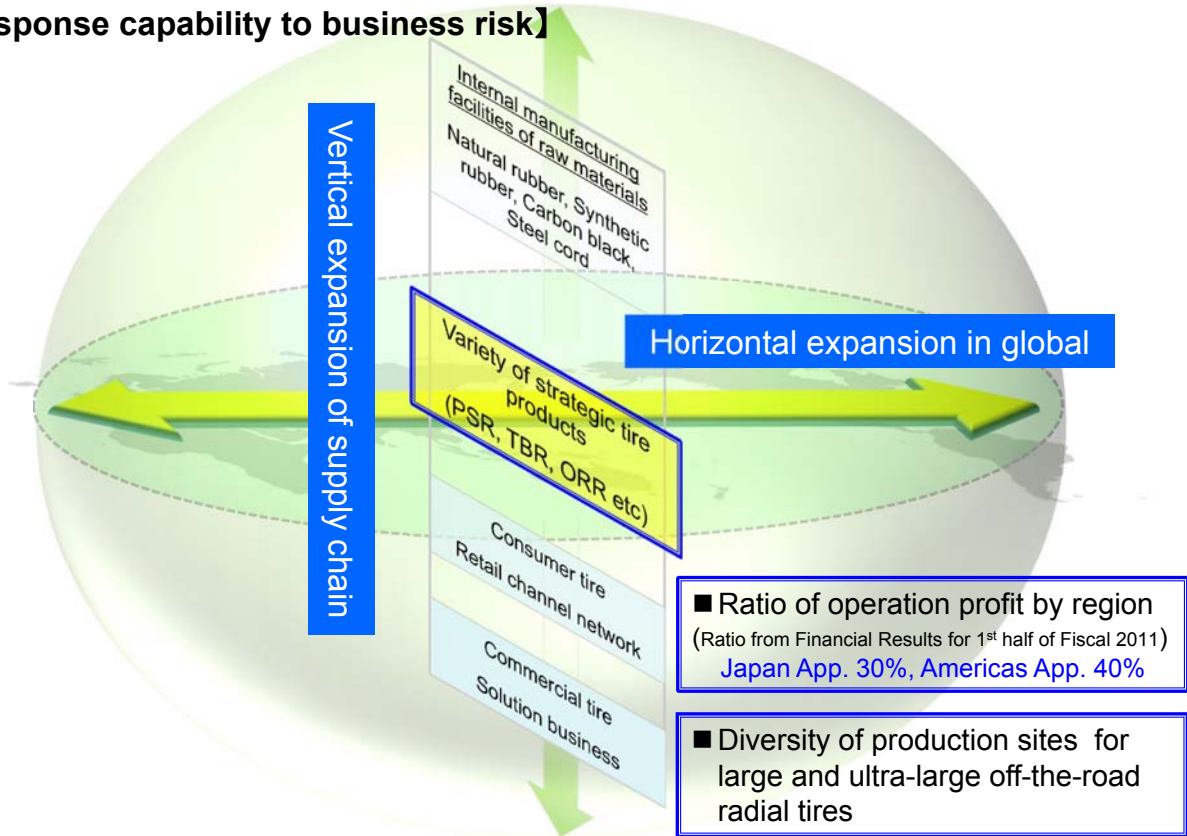 sponse capability to business risk】
Vertical expansion of supply chain
Internal manufacturing
facilities of raw materials
Natural rubber, Synthetic
rubber, Carbon black,
Steel cord
Horizontal expansion in global
Variety of strategic tire
products
(PSR, TBR, ORR etc)
Consumer tire
Retail channel network
Commercial tire
Solution business
■ Ratio of operation profit by region
(Ratio from Financial Results for 1st half of Fiscal 2011)
Japan App. 30%, Americas App. 40%
■ Diversity of production sites for
large and ultra-large off-the-road
radial tires